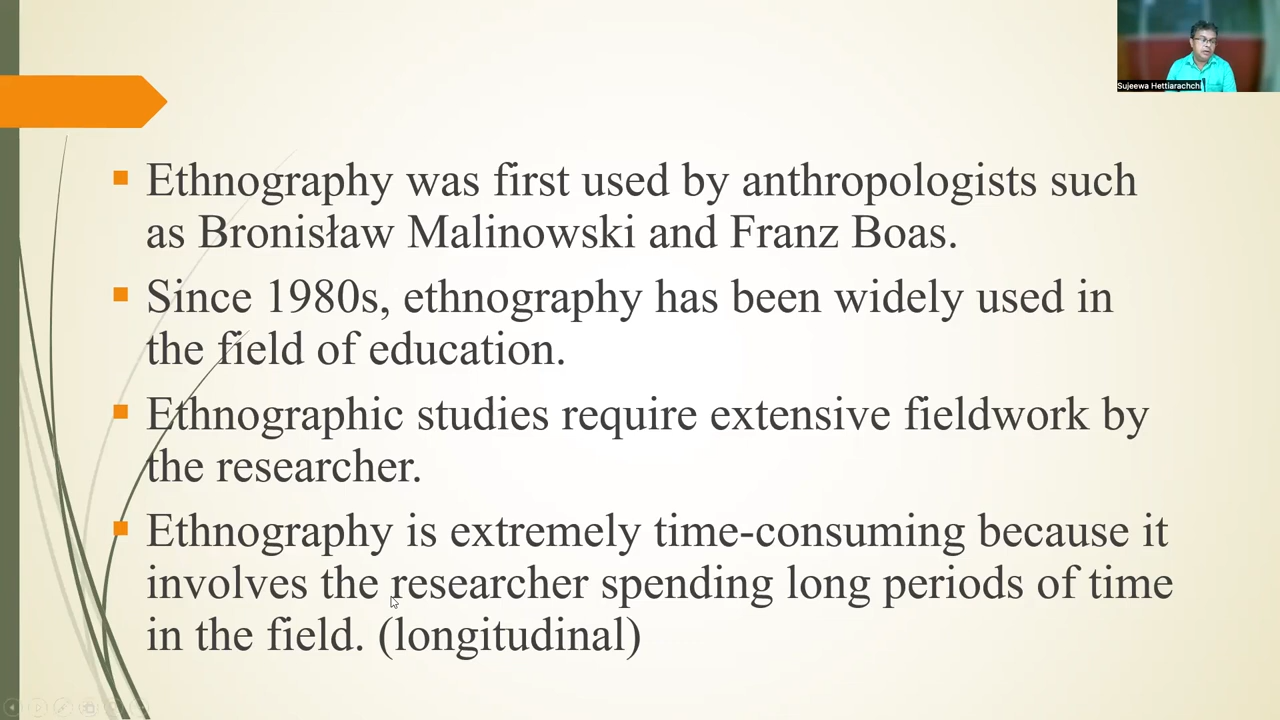 Sujeewa Hettiarachchi
Ethnography was first used by anthropologists such
as Bronisław Malinowski and Franz Boas.
Since 1980s, ethnography has been widely used in
the field of education.
Ethnographic studies require extensive fieldwork by
the researcher.
Ethnography is extremely time-consuming because it
involves the researcher spending long periods of time
in the field. (longitudinal)